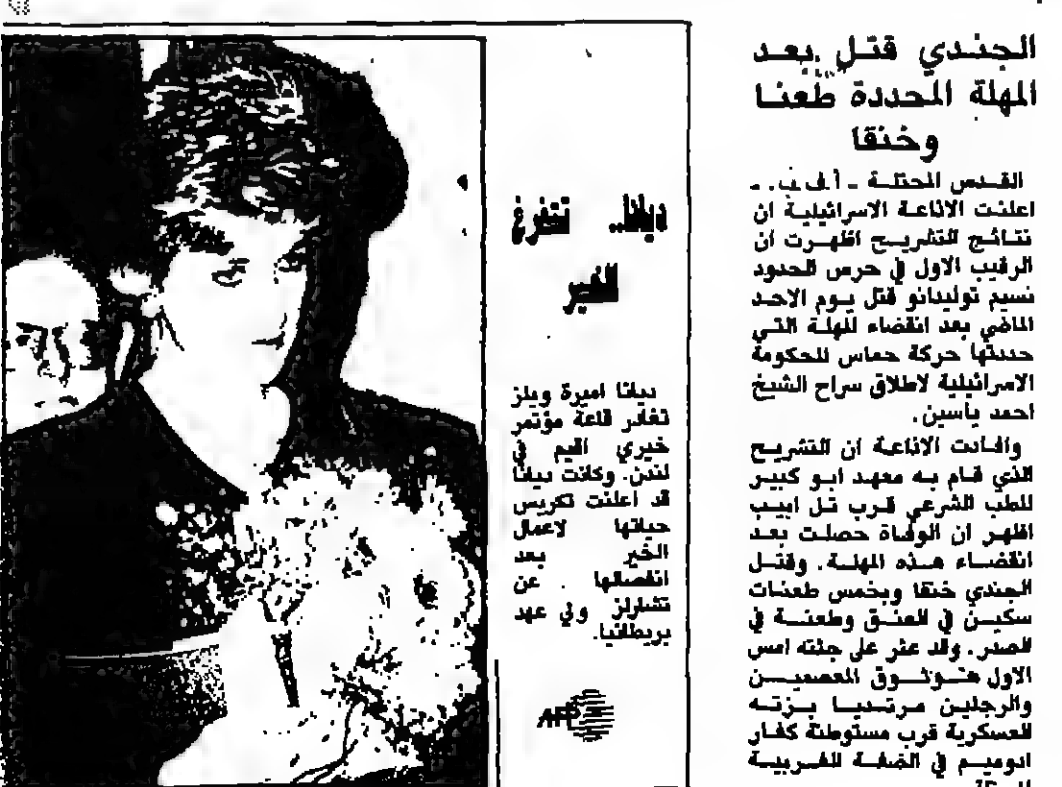 الجندي قتل بعد
المهلة المحددة طعنا
وخنقا
القدس المحتلة - أ ف ب. -
اعلنت الاذاعة الاسرائيلية ان
نتائج التشريح اظهرت ان
الرقيب الاول في حرس الحدود
نسيم توليدانو قتل يوم الاحد
الماضي بعد انقضاء المهلة التي
حددتها حركة حماس للحكومة
الاسرائيلية لاطلاق سراح الشيخ
احمد ياسين.
وافادت الاذاعة ان التشريح
الذي قام به معهد ابو كبير
للطب الشرعي قرب تل ابيب
اظهر ان الوفاة حصلت بعد
انقضاء هذه المهلة. وقتل
الجندي خنقا وبخمس طعنات
سكين في العنق وطعنة في
الصدر. وقد عثر على جثته امس
الاول موثوق المعصمين
والرجلين مرتديا بزته
العسكرية قرب مستوطنة كفار
ادوميم في الضفة الغربية
ديانا.. تتفرغ
للخير
ديانا اميرة ويلز
تغادر قاعة مؤتمر
خيري اقيم في
لندن. وكانت ديانا
قد اعلنت تكريس
حياتها لاعمال
الخير بعد
انفصالها عن
تشارلز ولي عهد
بريطانيا.
AFP